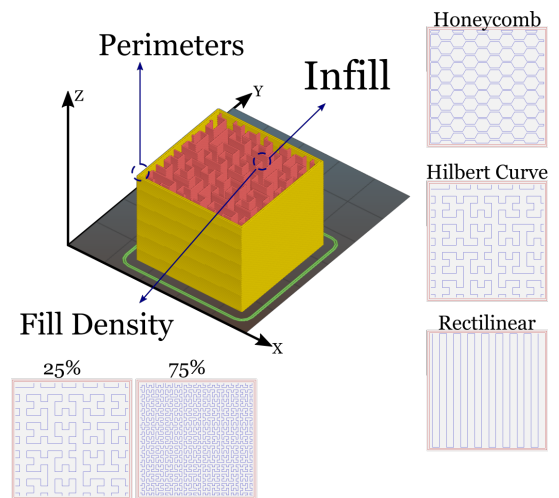 Honeycomb
Perimeters
Infill
Z
Y
Hilbert Curve
Fill Density
Rectilinear
X
25%
75%